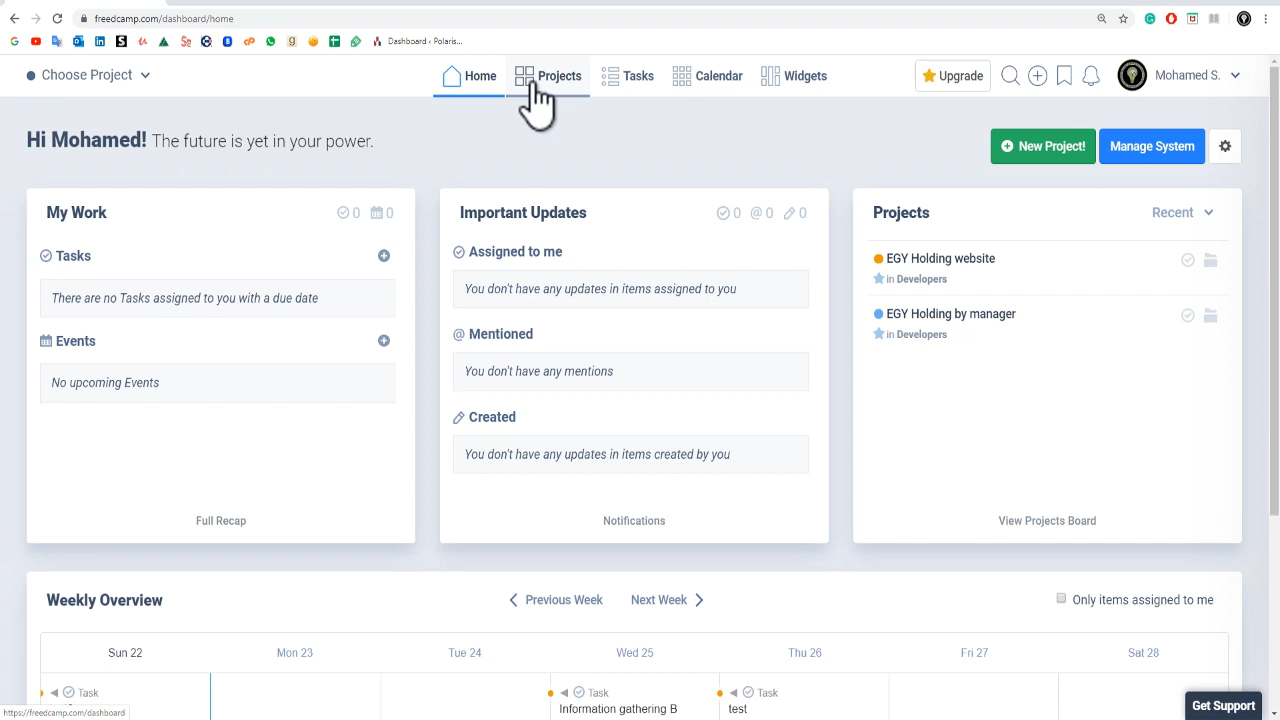 freedcamp.com/dashboard/home
Dashboard ‹ Polaris...
Choose Project
Home
Projects
Tasks
Calendar
Widgets
Upgrade
Mohamed S.
Hi Mohamed! The future is yet in your power.
New Project!
Manage System
My Work
0 0
Tasks
There are no Tasks assigned to you with a due date
Events
No upcoming Events
Full Recap
Important Updates
0 @ 0 0
Assigned to me
You don't have any updates in items assigned to you
@ Mentioned
You don't have any mentions
Created
You don't have any updates in items created by you
Notifications
Projects
Recent
EGY Holding website
in Developers
EGY Holding by manager
in Developers
View Projects Board
Weekly Overview
Previous Week
Next Week
Only items assigned to me
Sun 22
Mon 23
Tue 24
Wed 25
Thu 26
Fri 27
Sat 28
Task
Task
Information gathering B
Task
test
https://freedcamp.com/dashboard
Get Support